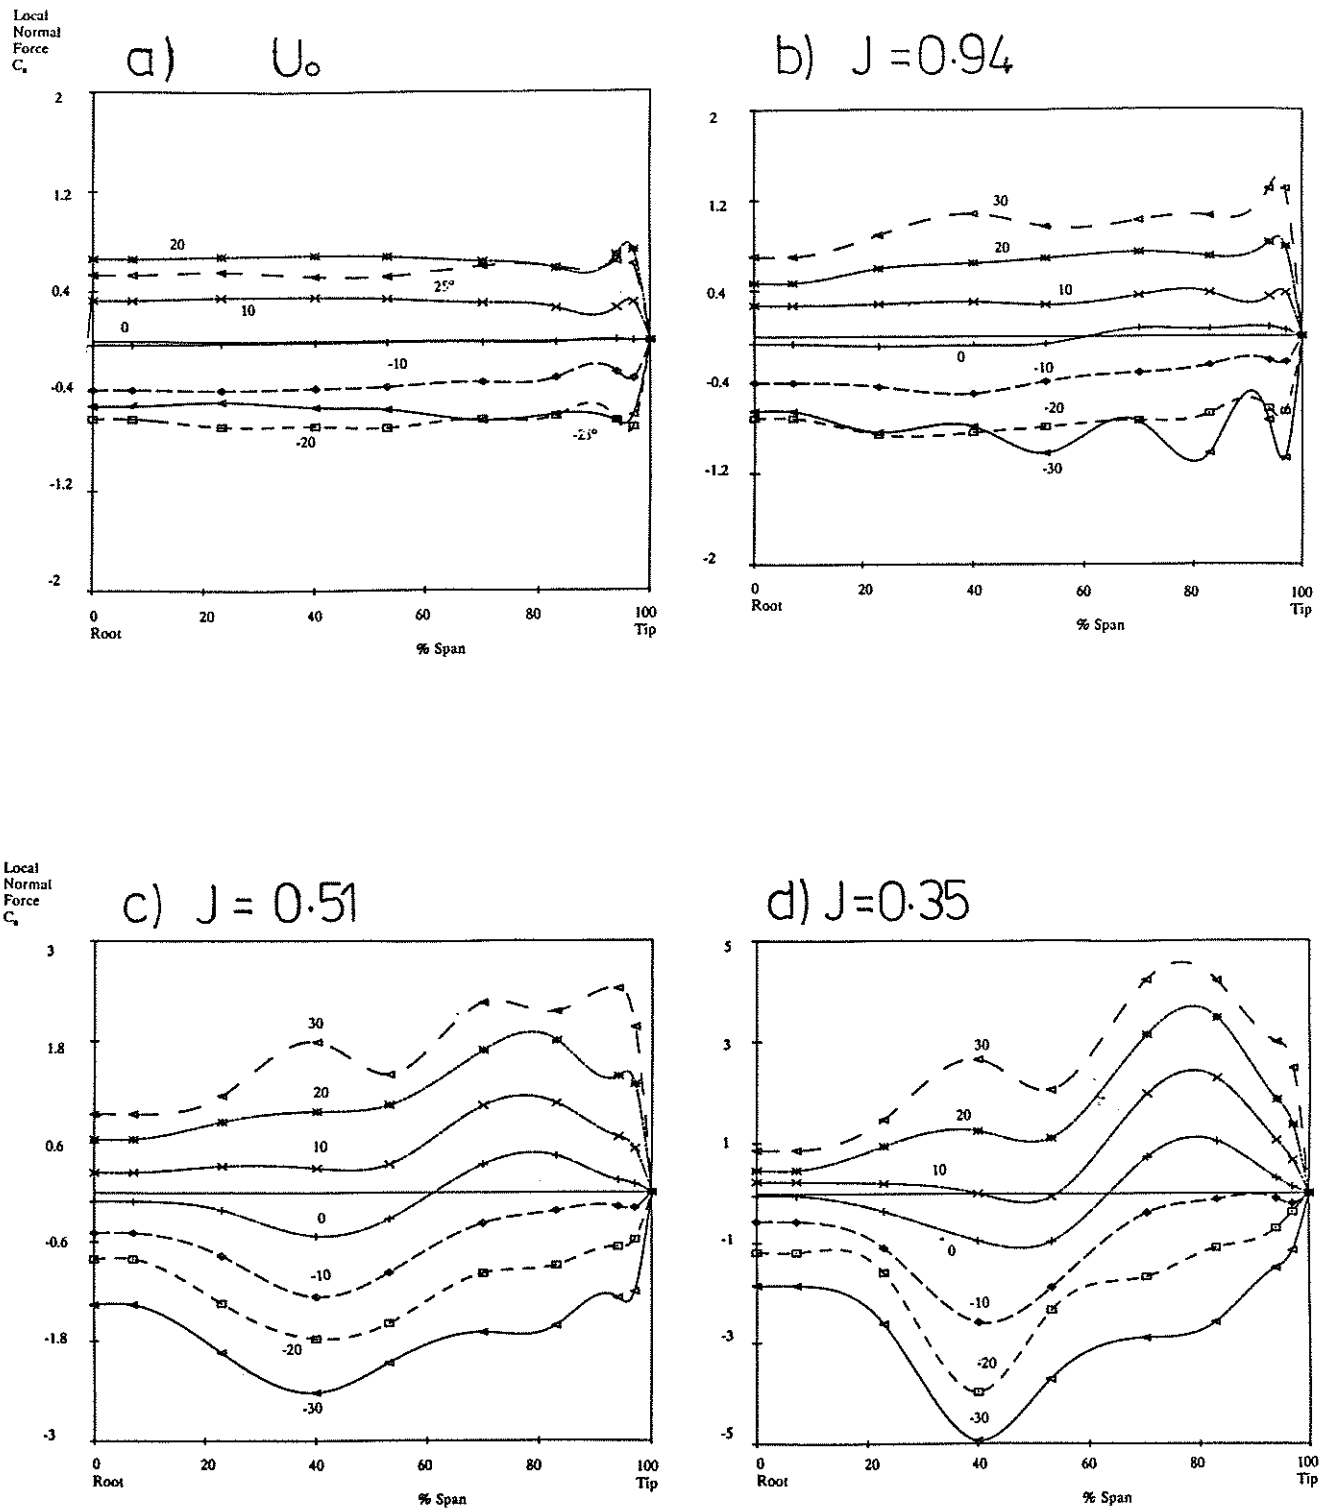 Local
Normal
Force
Cₙ
a) U₀
2
1.2
0.4
-0.4
-1.2
-2
20
25°
10
0
-10
-20
-25°
0 20 40 60 80 100
Root Tip
% Span
b) J = 0.94
2
1.2
0.4
-0.4
-1.2
-2
30
20
10
0
-10
-20
-30
0 20 40 60 80 100
Root Tip
% Span
Local
Normal
Force
Cₙ
c) J = 0.51
3
1.8
0.6
-0.6
-1.8
-3
30
20
10
0
-10
-20
-30
0 20 40 60 80 100
Root Tip
% Span
d) J=0.35
5
3
1
-1
-3
-5
30
20
10
0
-10
-20
-30
0 20 40 60 80 100
Root Tip
% Span